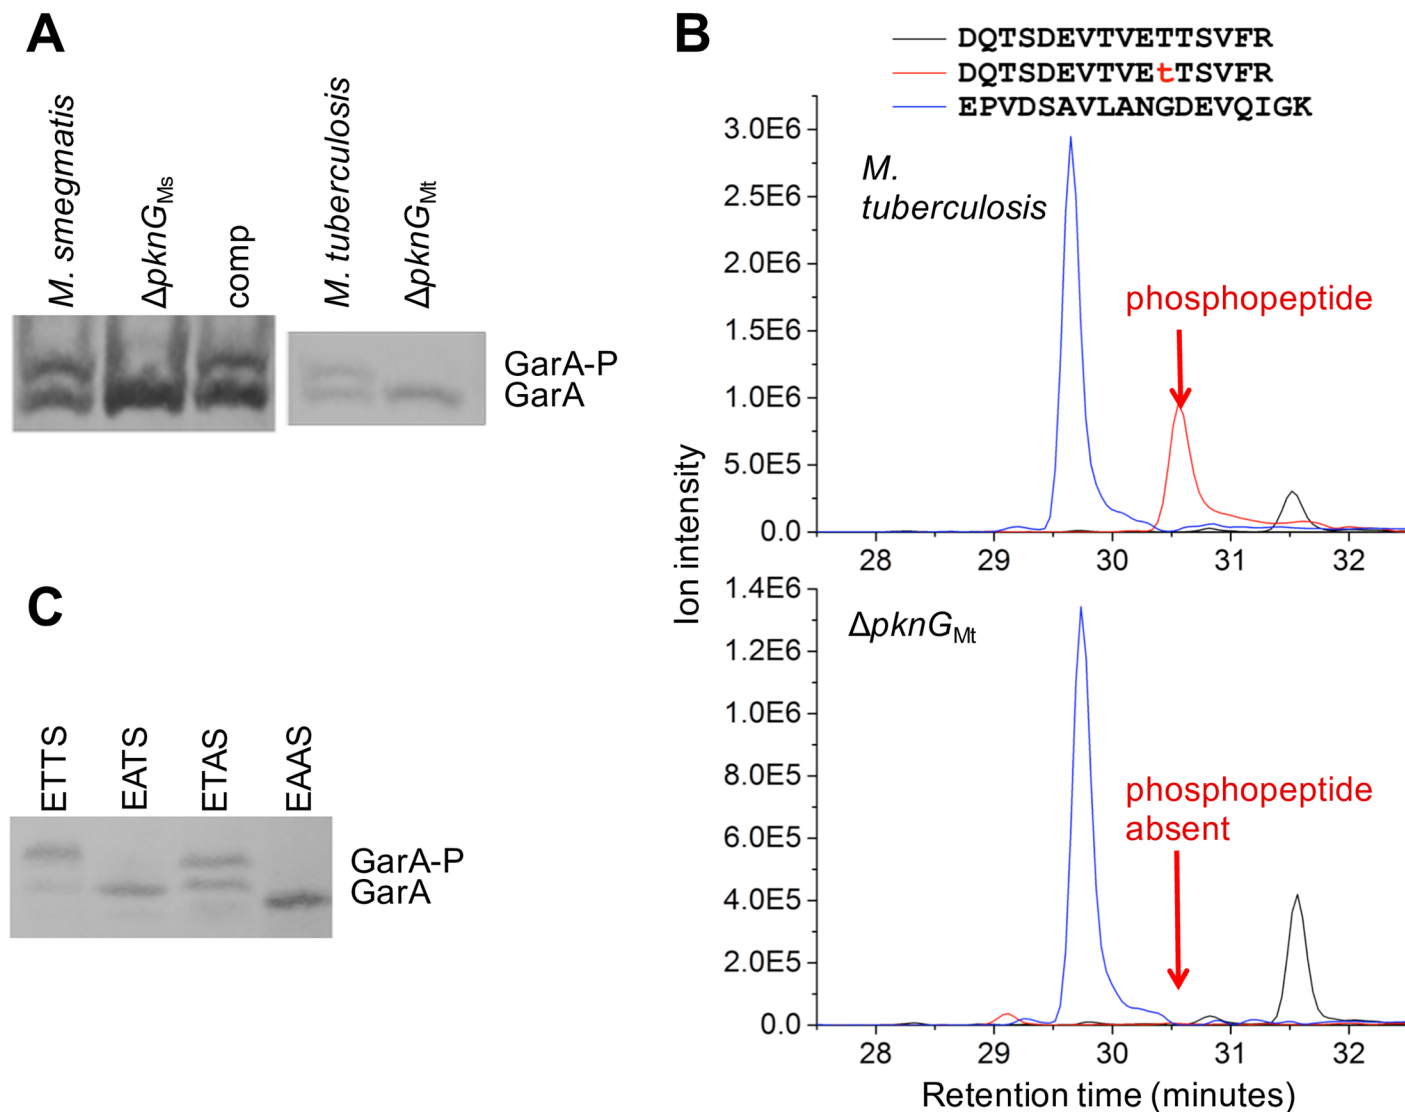 A
M. smegmatis
ΔpknGMs
comp
M. tuberculosis
ΔpknGMt
GarA-P
GarA
B
DQTSDEVTVETTSVFR
DQTSDEVTVEtTSVFR
EPVDSAVLANGDEVQIGK
M.
tuberculosis
phosphopeptide
3.0E6
2.5E6
2.0E6
1.5E6
1.0E6
5.0E5
0.0
28 29 30 31 32
Ion intensity
ΔpknGMt
phosphopeptide
absent
1.4E6
1.2E6
1.0E6
8.0E5
6.0E5
4.0E5
2.0E5
0.0
28 29 30 31 32
Retention time (minutes)
C
ETTS
EATS
ETAS
EAAS
GarA-P
GarA